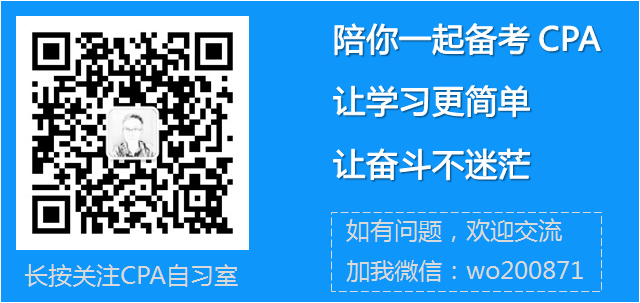 陪你一起备考 CPA
让学习更简单
让奋斗不迷茫
如有问题，欢迎交流
加我微信：wo200871
长按关注CPA自习室